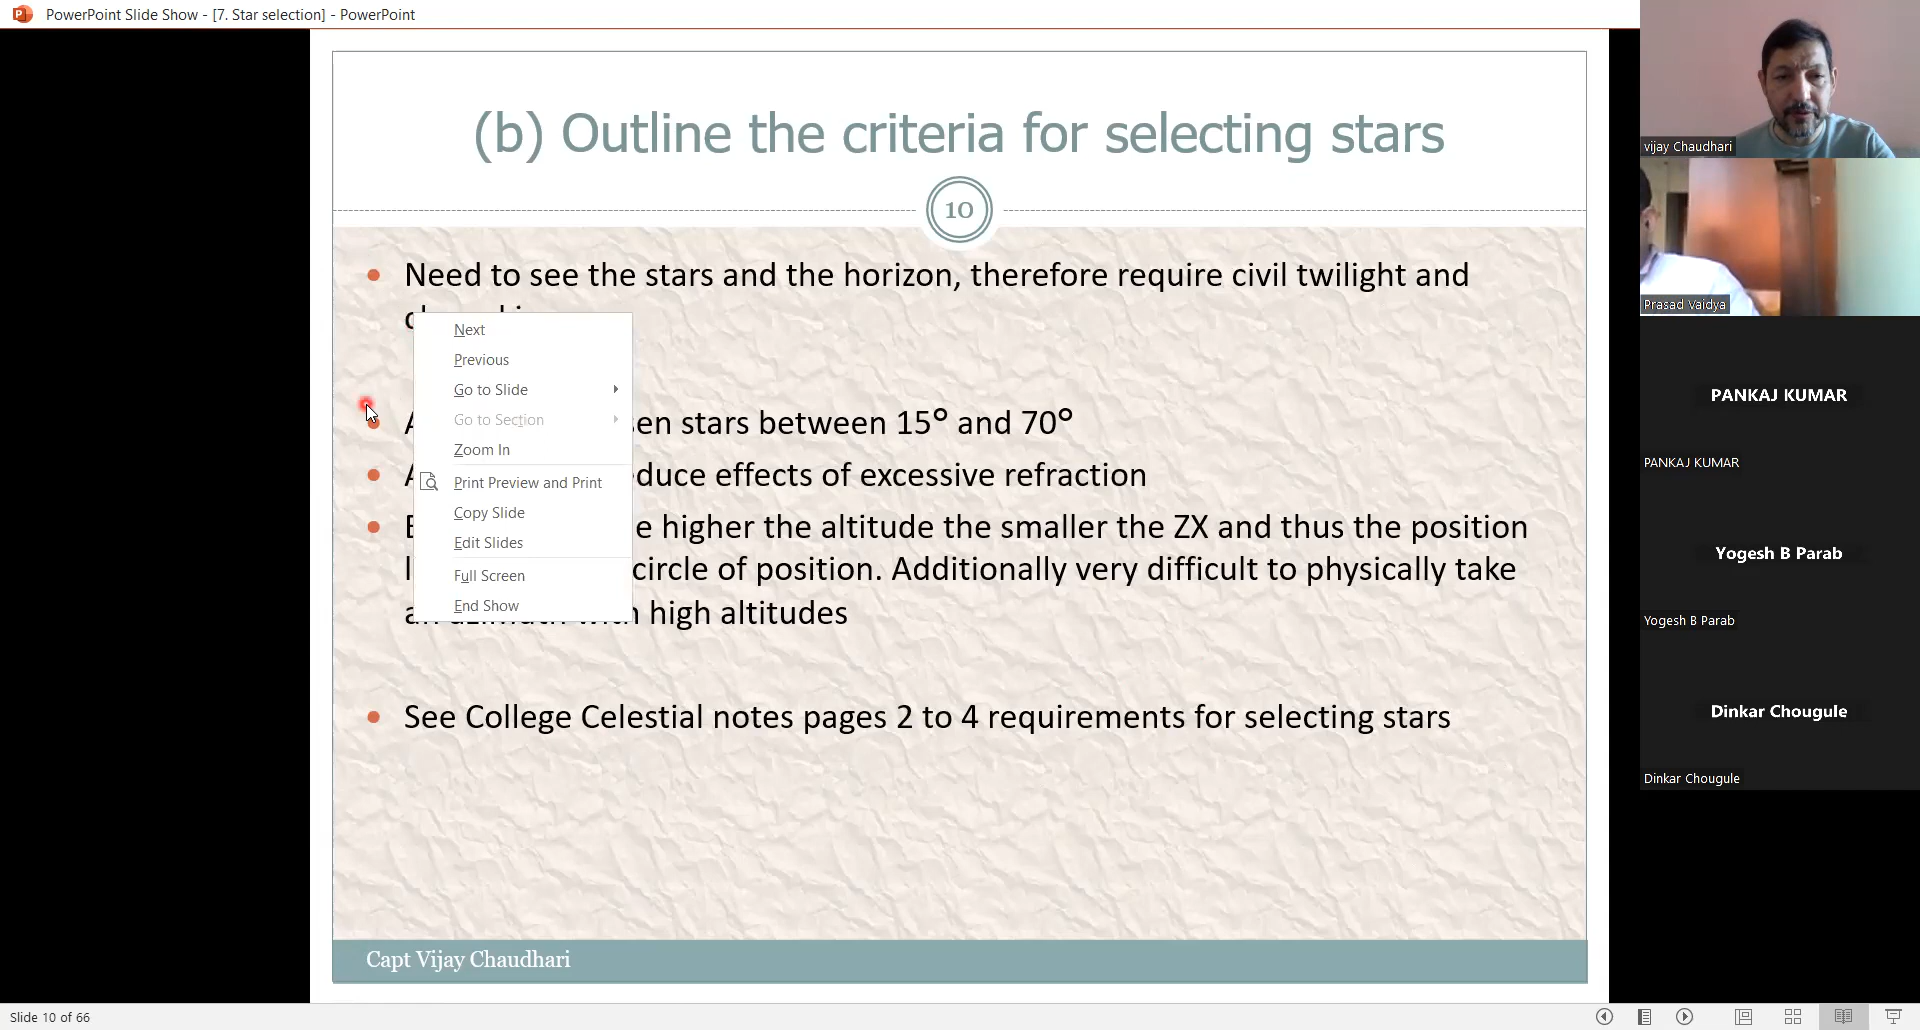 PowerPoint Slide Show - [7. Star selection] - PowerPoint
(b) Outline the criteria for selecting stars
10
Need to see the stars and the horizon, therefore require civil twilight and
stars between 15° and 70°
effects of excessive refraction
higher the altitude the smaller the ZX and thus the position
circle of position. Additionally very difficult to physically take
high altitudes
See College Celestial notes pages 2 to 4 requirements for selecting stars
Capt Vijay Chaudhari
Next
Previous
Go to Slide
Go to Section
Zoom In
Print Preview and Print
Copy Slide
Edit Slides
Full Screen
End Show
vijay Chaudhari
Prasad Vaidya
PANKAJ KUMAR
PANKAJ KUMAR
Yogesh B Parab
Yogesh B Parab
Dinkar Chougule
Dinkar Chougule
Slide 10 of 66